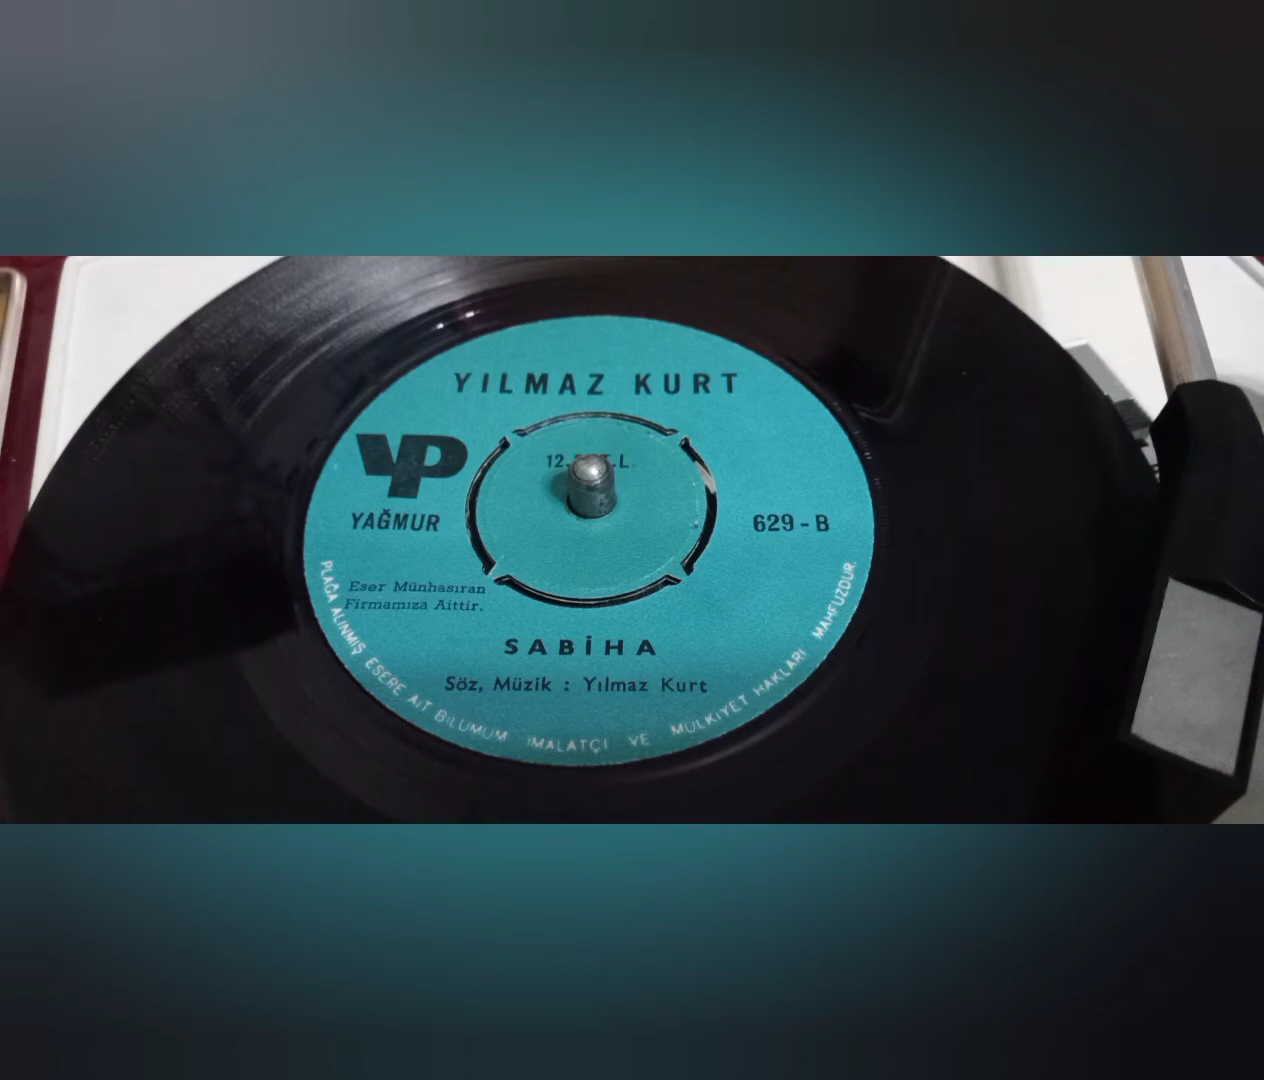 YILMAZ KURT
YP
YAĞMUR
629 - B
Eser Münhasıran
Firmamıza Aittir.
SABİHA
Söz, Müzik : Yılmaz Kurt
PLAĞA ALINMIŞ ESERE AİT BİLUMUM İMALATÇI VE MÜLKİYET HAKLARI MAHFUZDUR.